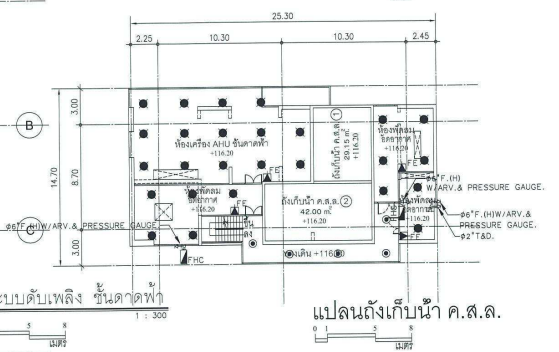 25.30
2.25 10.30 10.30 2.45
3.00
8.70
14.70
3.00
B
C
ห้องเครื่อง AHU ชั้นดาดฟ้า
+116.20
ถังเก็บน้ำ ค.ส.ล. 1
29.15 m²
+116.20
ห้องพัดลม
อัดอากาศ
+116.20
FE
FE
ø6"F.(H)
W/ARV.& PRESSURE GAUGE.
ห้องพัดลม
อัดอากาศ
+116.20
FE
ถังเก็บน้ำ ค.ส.ล. 2
42.00 m²
+116.20
ห้องพัดลม
อัดอากาศ
+116.20
ø6"F.(H)W/ARV.&
PRESSURE GAUGE.
ø2"T&D.
FE
ø6"F.(H)W/ARV.& PRESSURE GAUGE.
ขึ้น
ลง
ทางเดิน +116.20
FHC
ระบบดับเพลิง ชั้นดาดฟ้า
1 : 300
5 8
เมตร
แปลนถังเก็บน้ำ ค.ส.ล.
0 1 5 8
เมตร